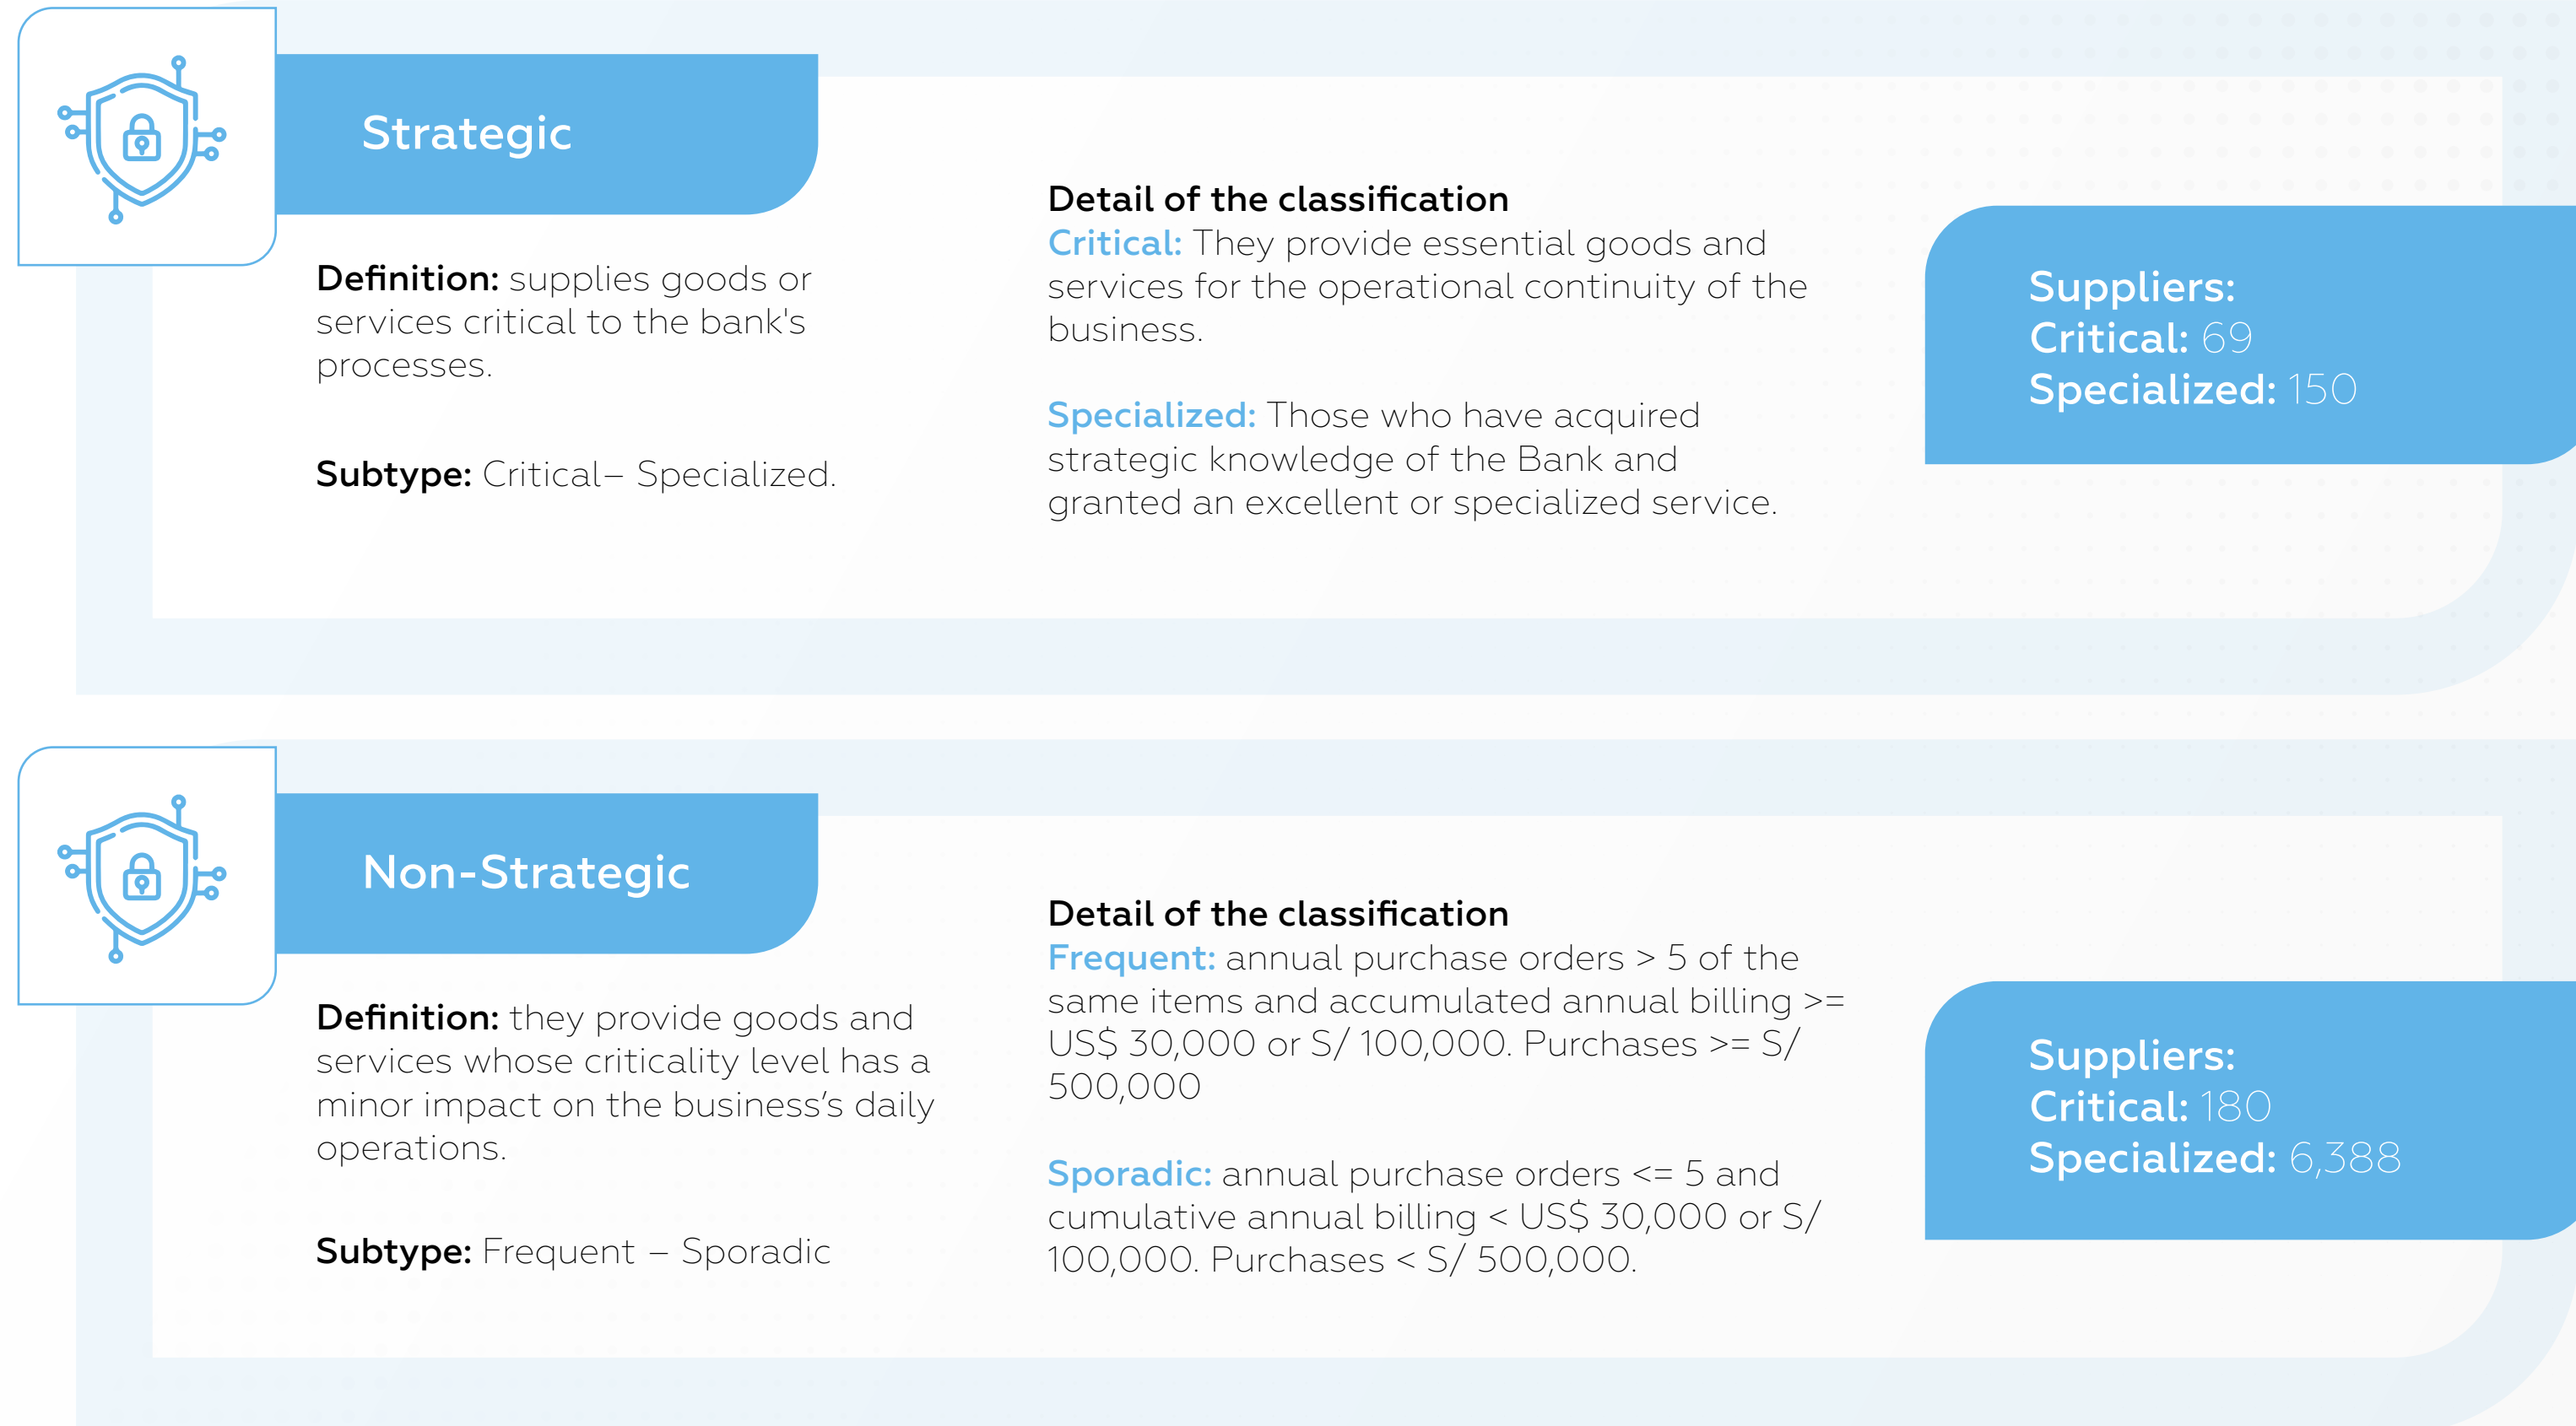 Strategic
Definition: supplies goods or
services critical to the bank's
processes.
Subtype: Critical– Specialized.
Detail of the classification
Critical: They provide essential goods and
services for the operational continuity of the
business.
Specialized: Those who have acquired
strategic knowledge of the Bank and
granted an excellent or specialized service.
Suppliers:
Critical: 69
Specialized: 150
Non-Strategic
Definition: they provide goods and
services whose criticality level has a
minor impact on the business’s daily
operations.
Subtype: Frequent – Sporadic
Detail of the classification
Frequent: annual purchase orders > 5 of the
same items and accumulated annual billing >=
US$ 30,000 or S/ 100,000. Purchases >= S/
500,000
Sporadic: annual purchase orders <= 5 and
cumulative annual billing < US$ 30,000 or S/
100,000. Purchases < S/ 500,000.
Suppliers:
Critical: 180
Specialized: 6,388